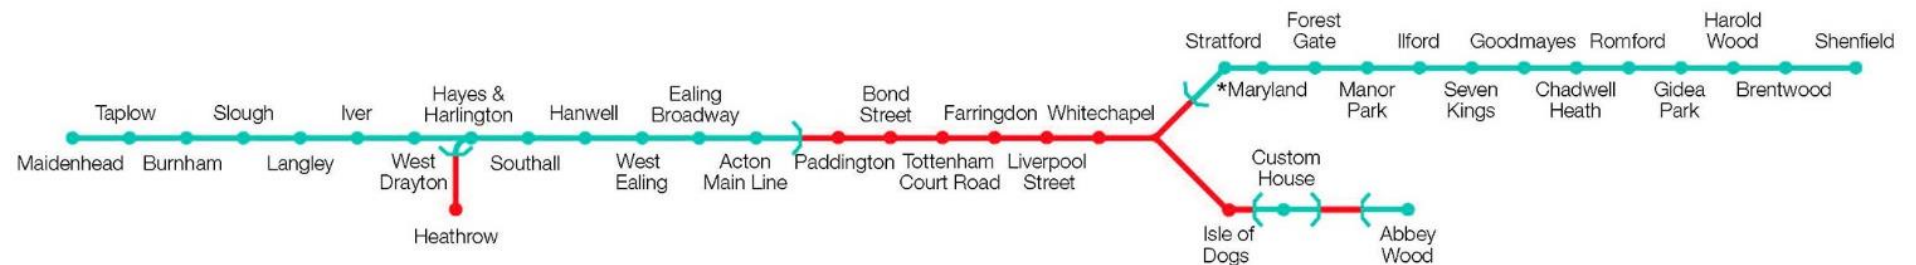 Forest
Harold
Stratford
Gate
Ilford
Goodmayes
Romford
Wood
Shenfield
*Maryland
Manor
Park
Seven
Kings
Chadwell
Heath
Gidea
Park
Brentwood
Taplow
Slough
Iver
Hayes &
Harlington
Hanwell
Ealing
Broadway
Bond
Street
Farringdon
Whitechapel
Maidenhead
Burnham
Langley
West
Drayton
Southall
West
Ealing
Acton
Main Line
Paddington
Tottenham
Court Road
Liverpool
Street
Custom
House
Heathrow
Isle of
Dogs
Abbey
Wood